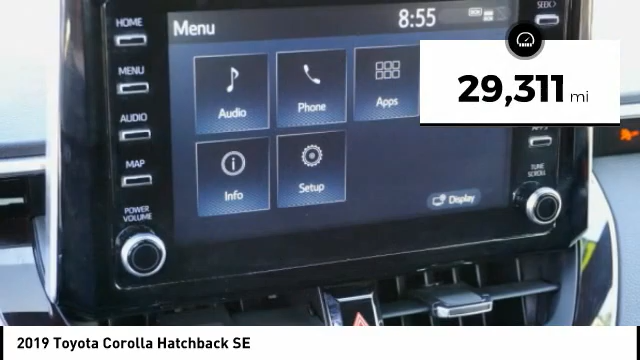 HOME
MENU
AUDIO
MAP
POWER
VOLUME
Menu
8:55
SEEK>
Audio
Phone
Apps
Info
Setup
Display
APPS
TUNE
SCROLL
29,311 mi
2019 Toyota Corolla Hatchback SE